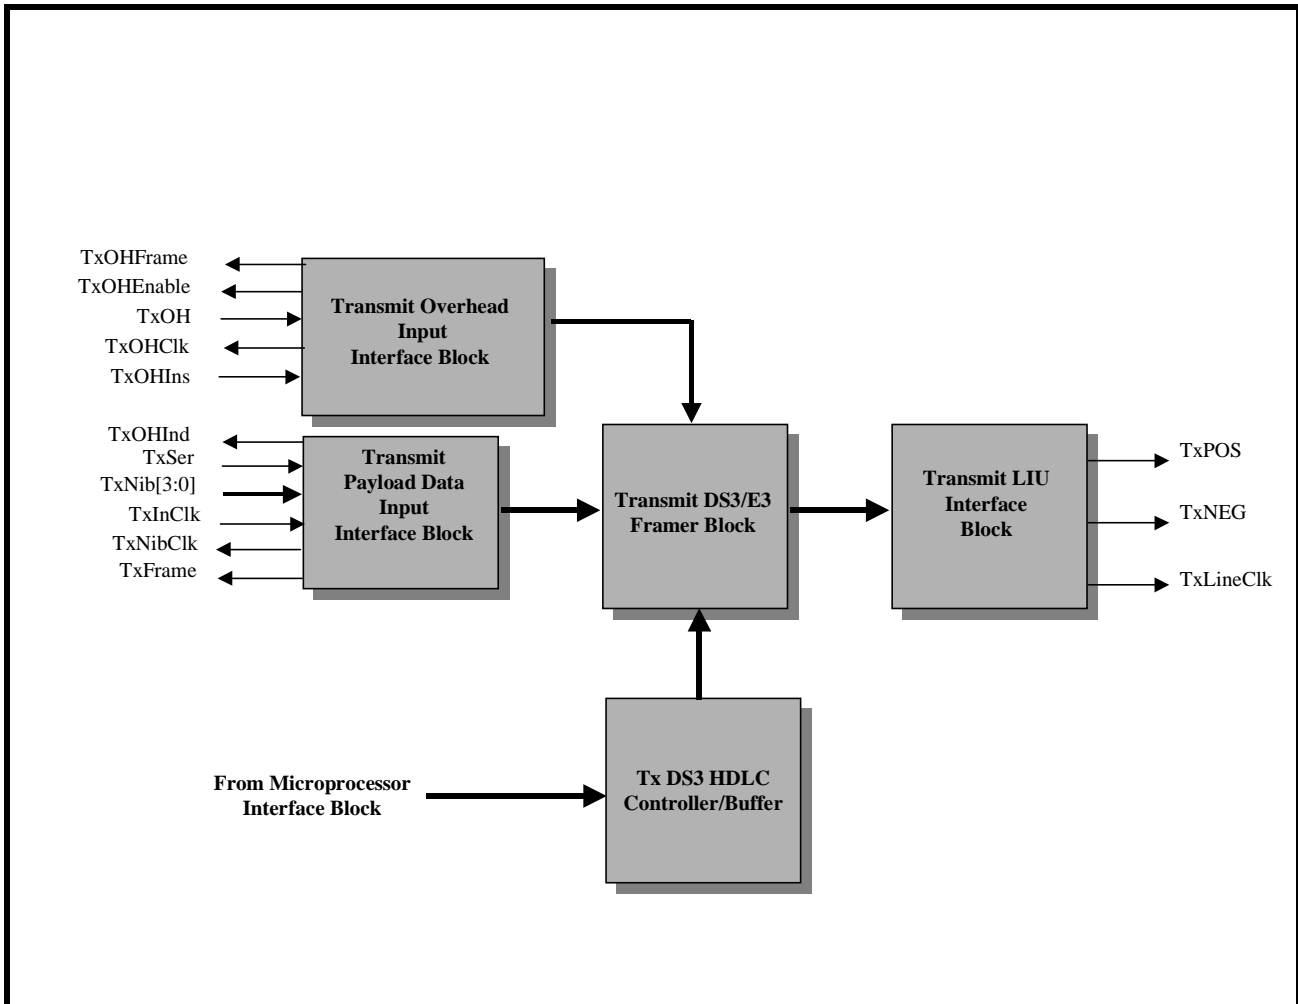 TxOHFrame
TxOHEnable
TxOH
TxOHClk
TxOHIns
Transmit Overhead
Input
Interface Block
TxOHInd
TxSer
TxNib[3:0]
TxInClk
TxNibClk
TxFrame
Transmit
Payload Data
Input
Interface Block
Transmit DS3/E3
Framer Block
Transmit LIU
Interface
Block
TxPOS
TxNEG
TxLineClk
From Microprocessor
Interface Block
Tx DS3 HDLC
Controller/Buffer